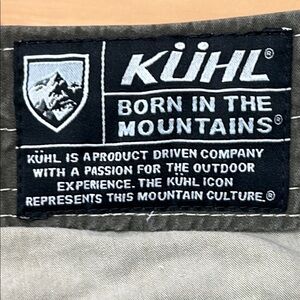 KÜHL®
BORN IN THE
MOUNTAINS®
KÜHL IS A PRODUCT DRIVEN COMPANY
WITH A PASSION FOR THE OUTDOOR
EXPERIENCE. THE KÜHL ICON
REPRESENTS THIS MOUNTAIN CULTURE.®